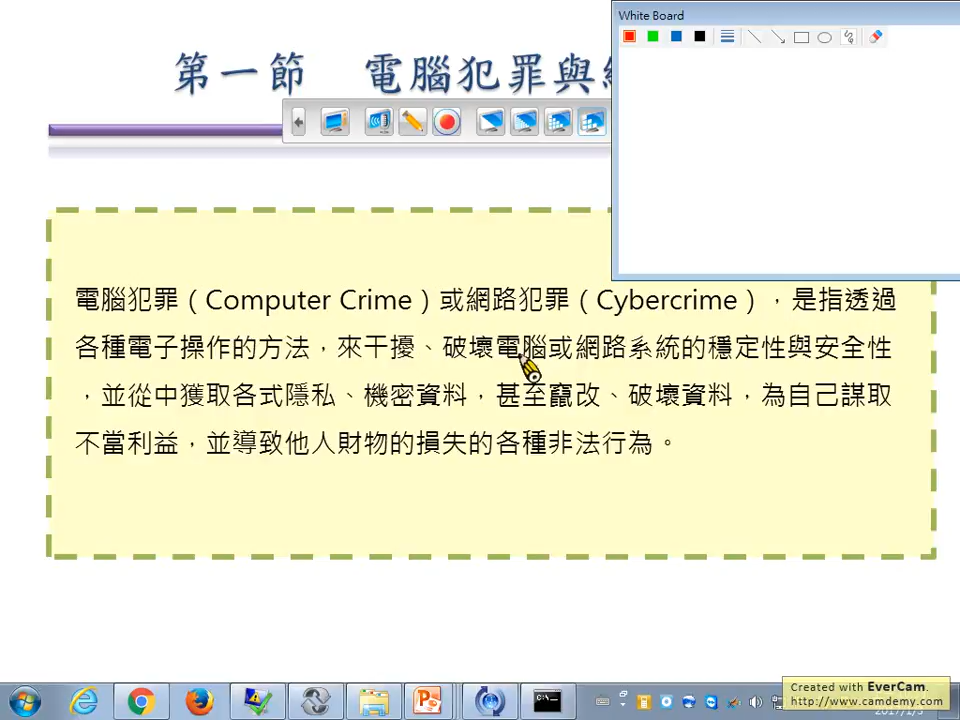 White Board
第一節 電腦犯罪與
電腦犯罪（Computer Crime）或網路犯罪（Cybercrime），是指透過
各種電子操作的方法，來干擾、破壞電腦或網路系統的穩定性與安全性
，並從中獲取各式隱私、機密資料，甚至竄改、破壞資料，為自己謀取
不當利益，並導致他人財物的損失的各種非法行為。
Created with EverCam.
http://www.camdemy.com